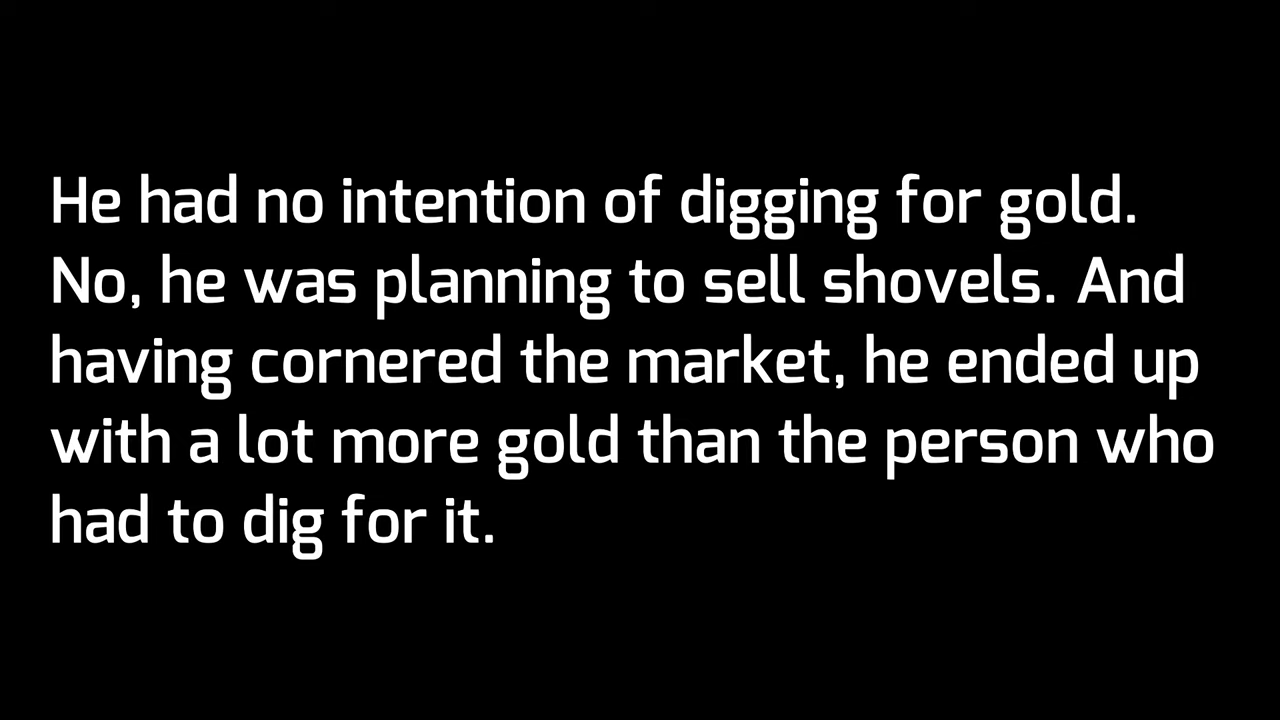 He had no intention of digging for gold.
No, he was planning to sell shovels. And
having cornered the market, he ended up
with a lot more gold than the person who
had to dig for it.